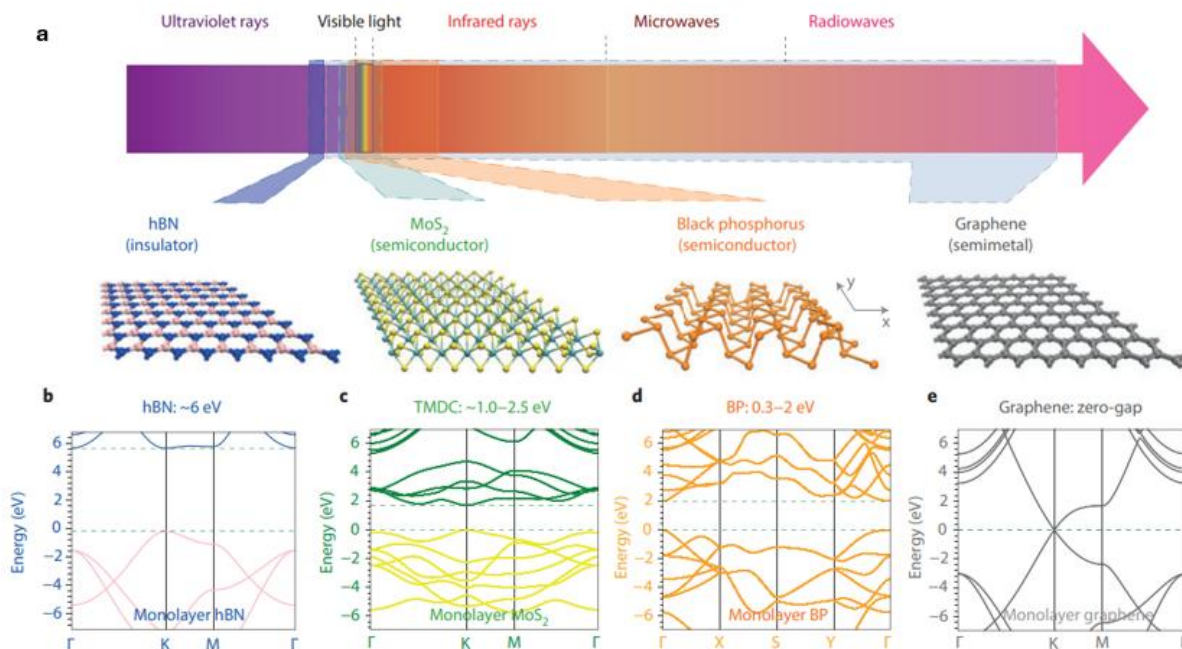 Ultraviolet rays Visible light Infrared rays Microwaves Radiowaves
a
hBN
(insulator)
MoS₂
(semiconductor)
Black phosphorus
(semiconductor)
Graphene
(semimetal)
y
x
b hBN: ~6 eV
Energy (eV)
6
4
2
0
−2
−4
−6
Monolayer hBN
Γ K M Γ
c TMDC: ~1.0–2.5 eV
Energy (eV)
6
4
2
0
−2
−4
−6
Monolayer MoS₂
Γ K M Γ
d BP: 0.3–2 eV
Energy (eV)
6
4
2
0
−2
−4
−6
Monolayer BP
Γ X S Y Γ
e Graphene: zero-gap
Energy (eV)
6
4
2
0
−2
−4
−6
Monolayer graphene
Γ K M